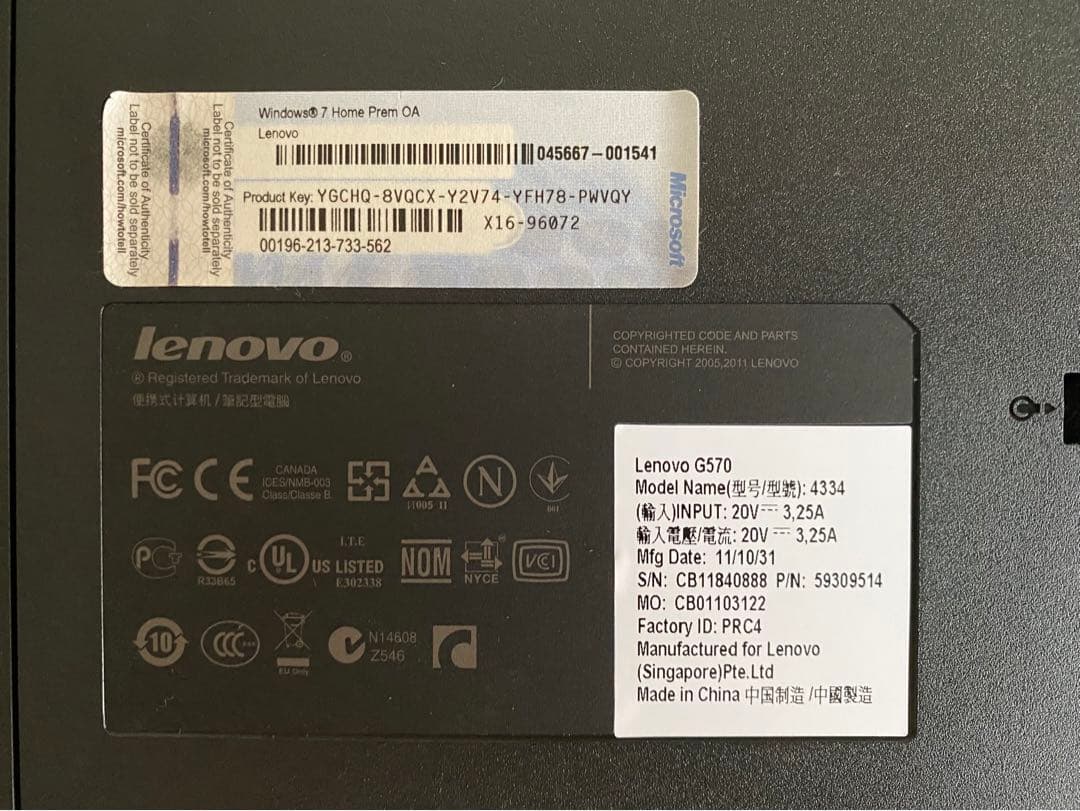 Certificate of Authenticity
Label not to be sold separately
microsoft.com/howtotell
Certificate of Authenticity
Label not to be sold separately
microsoft.com/howtotell
Windows® 7 Home Prem OA
Lenovo
045667-001541
Product Key: YGCHQ-8VQCX-Y2V74-YFH78-PWVQY
X16-96072
00196-213-733-562
Microsoft
lenovo®
® Registered Trademark of Lenovo
便携式计算机 / 筆記型電腦
COPYRIGHTED CODE AND PARTS
CONTAINED HEREIN.
© COPYRIGHT 2005,2011 LENOVO
FC CE
CANADA
ICES/NMB-003
Class/Classe B
N
R33B65
C UL US LISTED
I.T.E
E302338
NOM
NYCE
VCI
10
CCC
EU Only
N14608
Z546
Lenovo G570
Model Name(型号/型號): 4334
(輸入)INPUT: 20V⎓ 3,25A
輸入電壓/電流: 20V ⎓ 3,25A
Mfg Date: 11/10/31
S/N: CB11840888 P/N: 59309514
MO: CB01103122
Factory ID: PRC4
Manufactured for Lenovo
(Singapore)Pte.Ltd
Made in China 中国制造 /中國製造